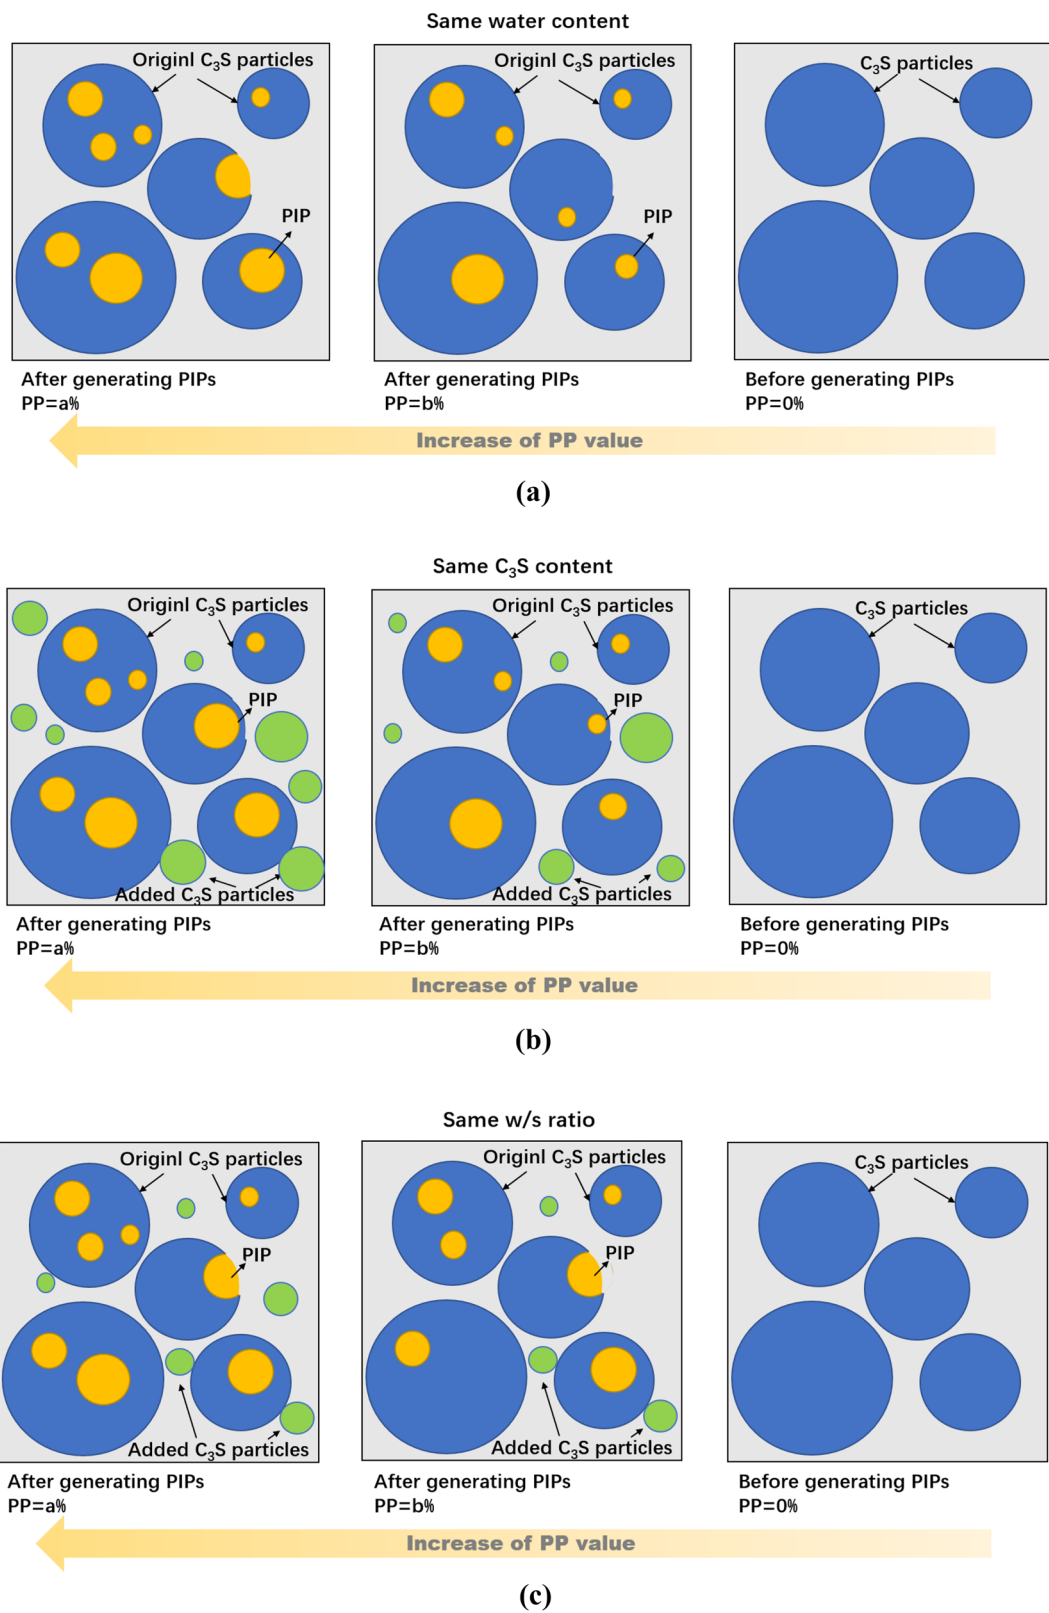 Same water content
Originl C₃S particles
Originl C₃S particles
C₃S particles
PIP
PIP
After generating PIPs
PP=a%
After generating PIPs
PP=b%
Before generating PIPs
PP=0%
Increase of PP value
(a)
Same C₃S content
Originl C₃S particles
Originl C₃S particles
C₃S particles
PIP
PIP
Added C₃S particles
Added C₃S particles
After generating PIPs
PP=a%
After generating PIPs
PP=b%
Before generating PIPs
PP=0%
Increase of PP value
(b)
Same w/s ratio
Originl C₃S particles
Originl C₃S particles
C₃S particles
PIP
PIP
Added C₃S particles
Added C₃S particles
After generating PIPs
PP=a%
After generating PIPs
PP=b%
Before generating PIPs
PP=0%
Increase of PP value
(c)